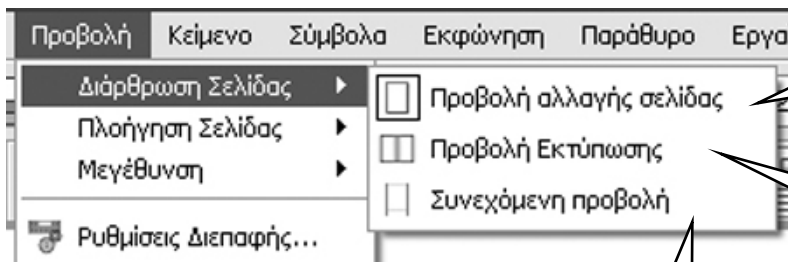 Προβολή Κείμενο Σύμβολα Εκφώνηση Παράθυρο Εργα
Διάρθρωση Σελίδας
Πλοήγηση Σελίδας
Μεγέθυνση
Ρυθμίσεις Διεπαφής...
Προβολή αλλαγής σελίδας
Προβολή Εκτύπωσης
Συνεχόμενη προβολή